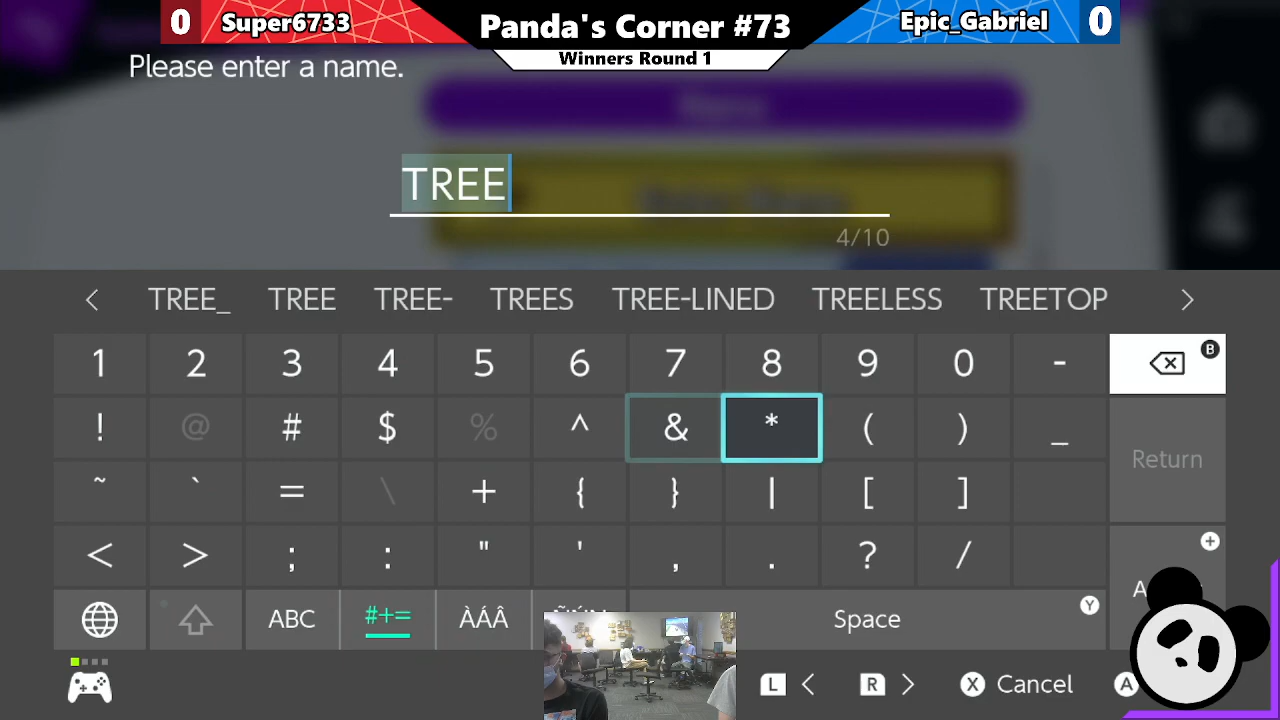 0 Super6733 Panda's Corner #73 Epic_Gabriel 0
Winners Round 1
Please enter a name.
TREE
4/10
< TREE_ TREE TREE- TREES TREE-LINED TREELESS TREETOP >
1 2 3 4 5 6 7 8 9 0 - B
! @ # $ % ^ & * ( ) _
Return
~ ` = \ + { } | [ ]
< > ; : " ' , . ? / +
ABC #+= ÀÁÂ Space Y
L < R > X Cancel A